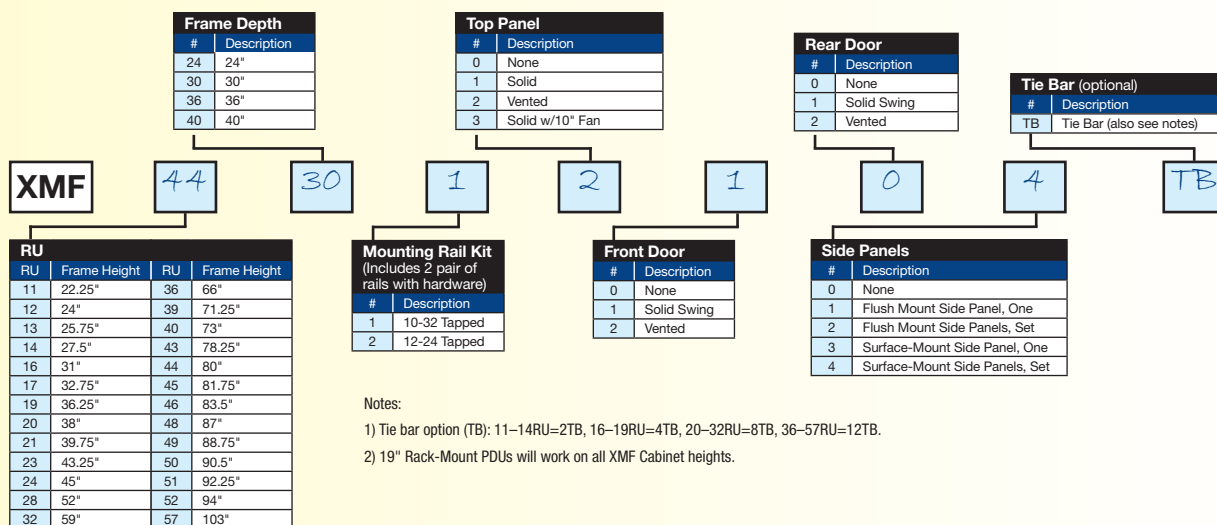 Frame Depth
# Description
24 24"
30 30"
36 36"
40 40"
Top Panel
# Description
0 None
1 Solid
2 Vented
3 Solid w/10" Fan
Rear Door
# Description
0 None
1 Solid Swing
2 Vented
Tie Bar (optional)
# Description
TB Tie Bar (also see notes)
XMF 44 30 1 2 1 0 4 TB
RU
RU Frame Height RU Frame Height
11 22.25" 36 66"
12 24" 39 71.25"
13 25.75" 40 73"
14 27.5" 43 78.25"
16 31" 44 80"
17 32.75" 45 81.75"
19 36.25" 46 83.5"
20 38" 48 87"
21 39.75" 49 88.75"
23 43.25" 50 90.5"
24 45" 51 92.25"
28 52" 52 94"
32 59" 57 103"
Mounting Rail Kit
(Includes 2 pair of
rails with hardware)
# Description
1 10-32 Tapped
2 12-24 Tapped
Front Door
# Description
0 None
1 Solid Swing
2 Vented
Side Panels
# Description
0 None
1 Flush Mount Side Panel, One
2 Flush Mount Side Panels, Set
3 Surface-Mount Side Panel, One
4 Surface-Mount Side Panels, Set
Notes:
1) Tie bar option (TB): 11–14RU=2TB, 16–19RU=4TB, 20–32RU=8TB, 36–57RU=12TB.
2) 19" Rack-Mount PDUs will work on all XMF Cabinet heights.